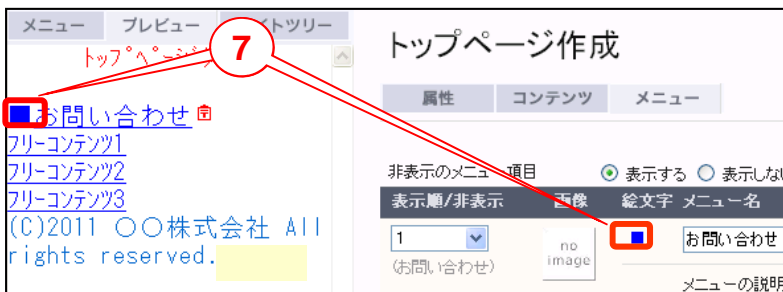 メニュー プレビュー イトツリー
トップページ
7
■お問い合わせ
フリーコンテンツ1
フリーコンテンツ2
フリーコンテンツ3
(C)2011 〇〇株式会社 All
rights reserved.
トップページ作成
属性 コンテンツ メニュー
非表示のメニュー項目 表示する 表示しない
表示順/非表示 画像 絵文字 メニュー名
1 no image お問い合わせ
(お問い合わせ)
メニューの説明